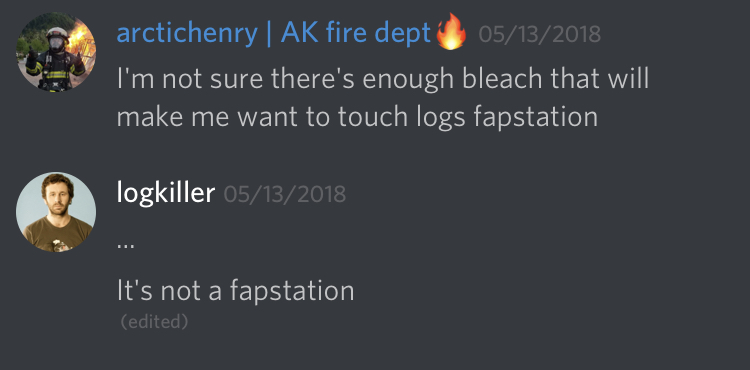 arctichenry | AK fire dept🔥 05/13/2018
I'm not sure there's enough bleach that will
make me want to touch logs fapstation
logkiller 05/13/2018
...
It's not a fapstation
(edited)